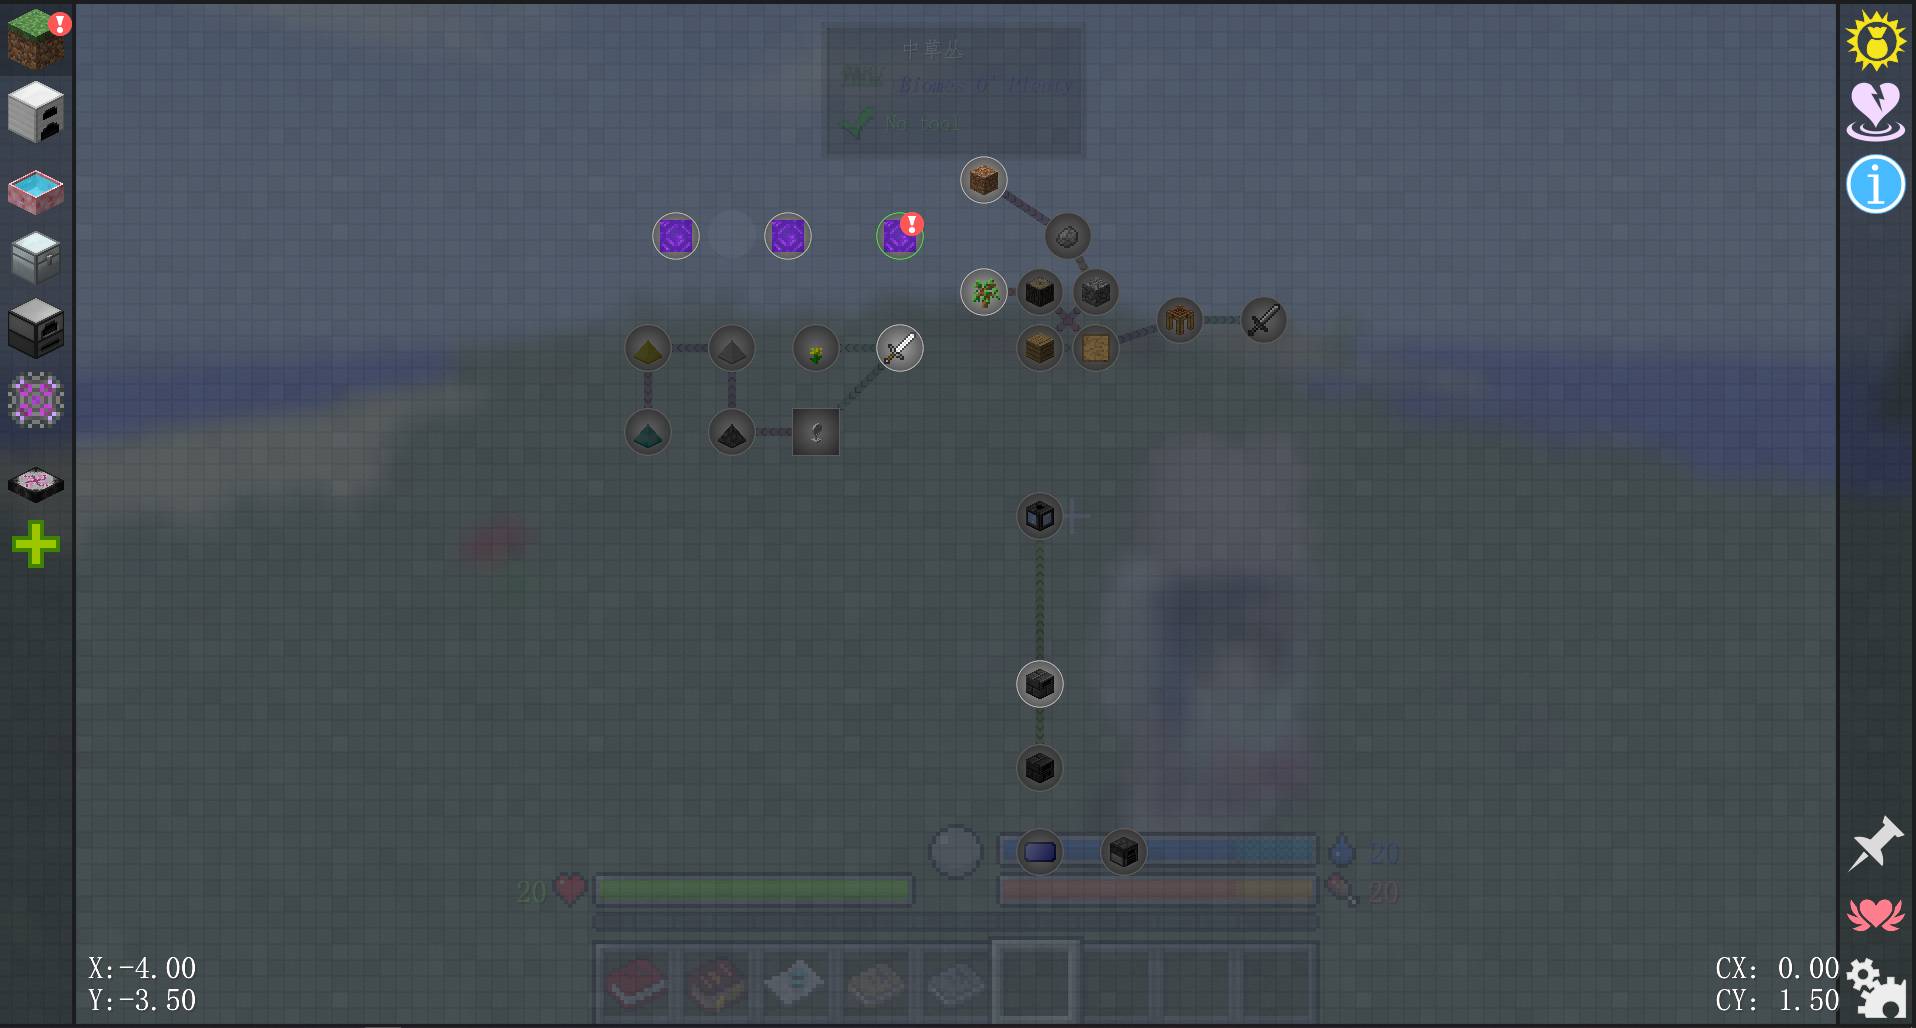 中草丛
Biomes O' Plenty
No tool
20
20
20
X:-4.00
Y:-3.50
CX: 0.00
CY: 1.50